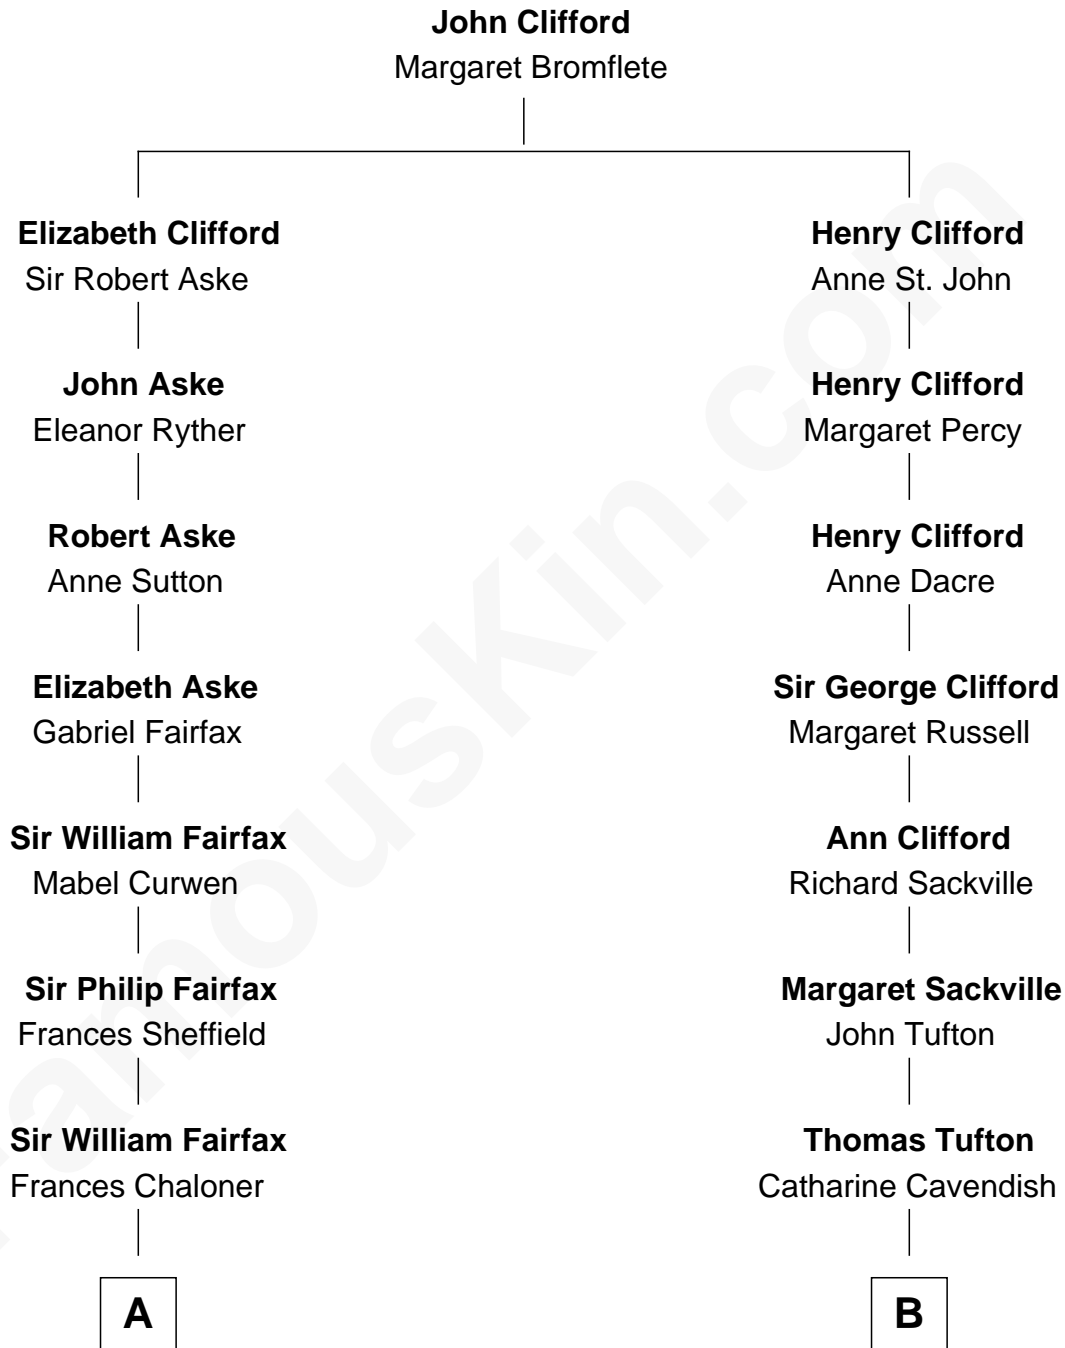 John Clifford
Margaret Bromflete
Elizabeth Clifford
Sir Robert Aske
Henry Clifford
Anne St. John
John Aske
Eleanor Ryther
Henry Clifford
Margaret Percy
Robert Aske
Anne Sutton
Henry Clifford
Anne Dacre
Elizabeth Aske
Gabriel Fairfax
Sir George Clifford
Margaret Russell
Sir William Fairfax
Mabel Curwen
Ann Clifford
Richard Sackville
Sir Philip Fairfax
Frances Sheffield
Margaret Sackville
John Tufton
Sir William Fairfax
Frances Chaloner
Thomas Tufton
Catharine Cavendish
A
B
FamousKin.com